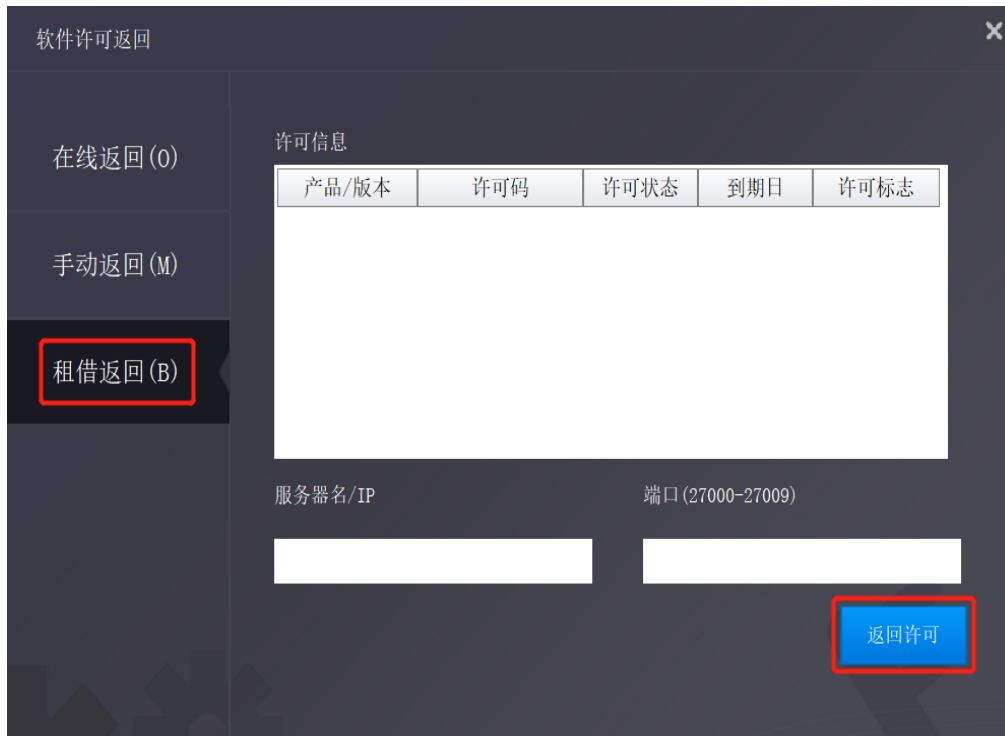 软件许可返回
在线返回(O)
手动返回(M)
租借返回(B)
许可信息
产品/版本 许可码 许可状态 到期日 许可标志
服务器名/IP 端口(27000-27009)
返回许可